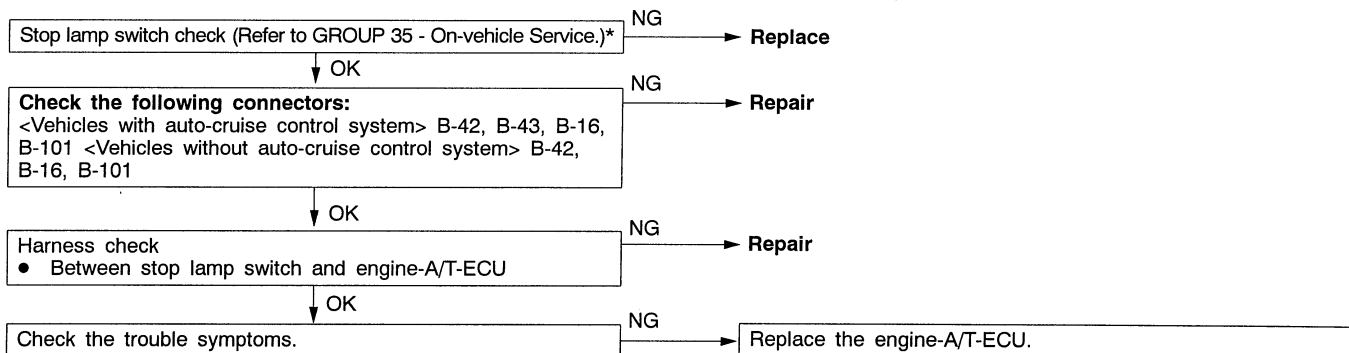 NG
Stop lamp switch check (Refer to GROUP 35 - On-vehicle Service.)*
Replace
OK
NG
Check the following connectors:
Repair
<Vehicles with auto-cruise control system> B-42, B-43, B-16,
B-101 <Vehicles without auto-cruise control system> B-42,
B-16, B-101
OK
NG
Harness check
Repair
● Between stop lamp switch and engine-A/T-ECU
OK
NG
Check the trouble symptoms.
Replace the engine-A/T-ECU.